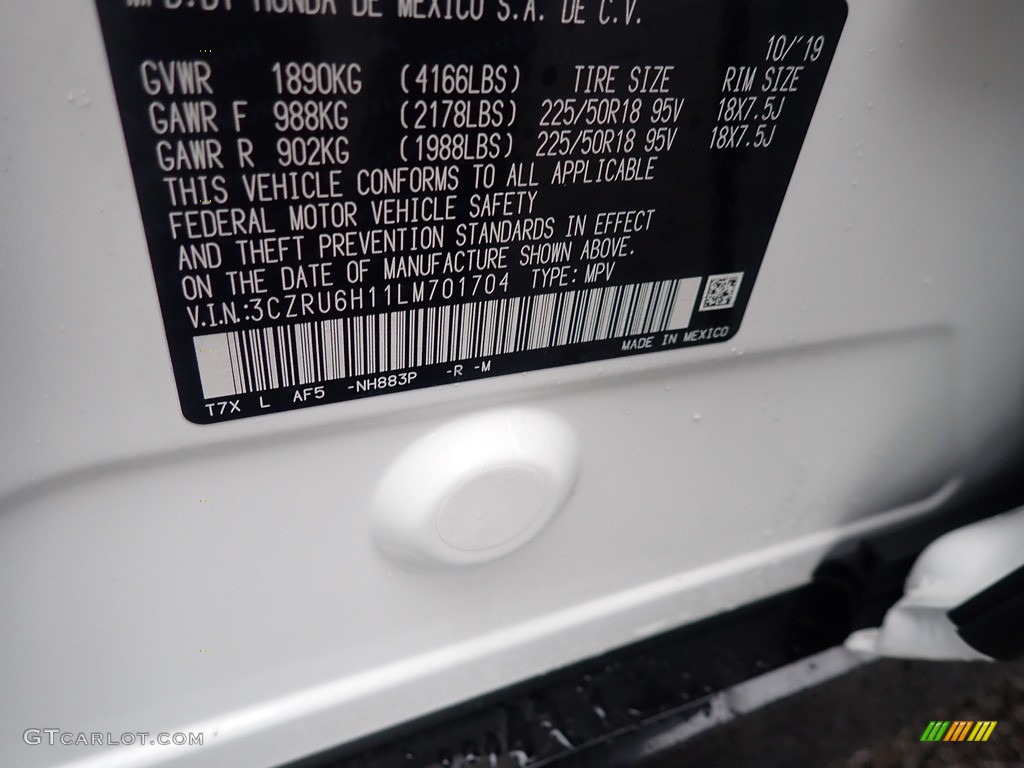 MFD.BY HONDA DE MEXICO S.A. DE C.V.
10/'19
GVWR 1890KG (4166LBS) TIRE SIZE RIM SIZE
GAWR F 988KG (2178LBS) 225/50R18 95V 18X7.5J
GAWR R 902KG (1988LBS) 225/50R18 95V 18X7.5J
THIS VEHICLE CONFORMS TO ALL APPLICABLE
FEDERAL MOTOR VEHICLE SAFETY
AND THEFT PREVENTION STANDARDS IN EFFECT
ON THE DATE OF MANUFACTURE SHOWN ABOVE.
V.I.N.:3CZRU6H11LM701704 TYPE: MPV
MADE IN MEXICO
T7X L AF5 -NH883P -R -M
GTCARLOT.COM